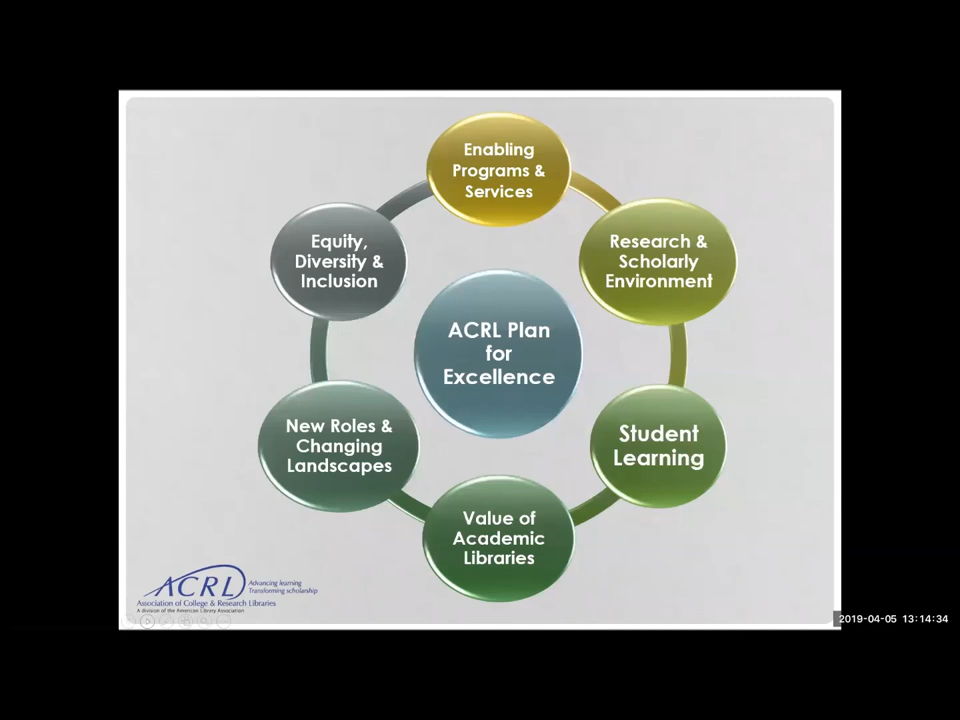 Enabling
Programs &
Services
Research &
Scholarly
Environment
Student
Learning
Value of
Academic
Libraries
New Roles &
Changing
Landscapes
Equity,
Diversity &
Inclusion
ACRL Plan
for
Excellence
ACRL
Advancing learning
Transforming scholarship
Association of College & Research Libraries
A division of the American Library Association
2019-04-05 13:14:34